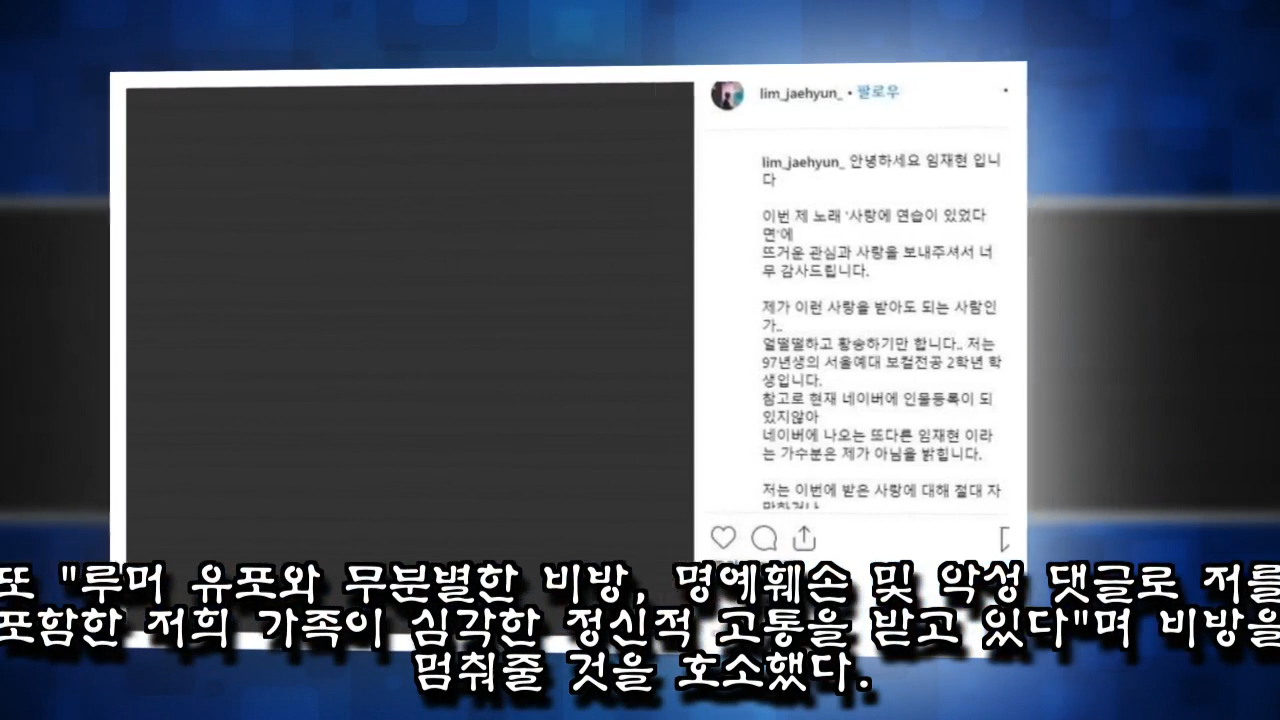 lim_jaehyun_ • 팔로우
lim_jaehyun_ 안녕하세요 임재현 입니
다
이번 제 노래 '사랑에 연습이 있었다
면'에
뜨거운 관심과 사랑을 보내주셔서 너
무 감사드립니다.
제가 이런 사랑을 받아도 되는 사람인
가..
얼떨떨하고 황송하기만 합니다.. 저는
97년생의 서울예대 보컬전공 2학년 학
생입니다.
참고로 현재 네이버에 인물등록이 되
있지않아
네이버에 나오는 또다른 임재현 이라
는 가수분은 제가 아님을 밝힙니다.
저는 이번에 받은 사랑에 대해 절대 자
만하거나
또 "루머 유포와 무분별한 비방, 명예훼손 및 악성 댓글로 저를
포함한 저희 가족이 심각한 정신적 고통을 받고 있다"며 비방을
멈춰줄 것을 호소했다.